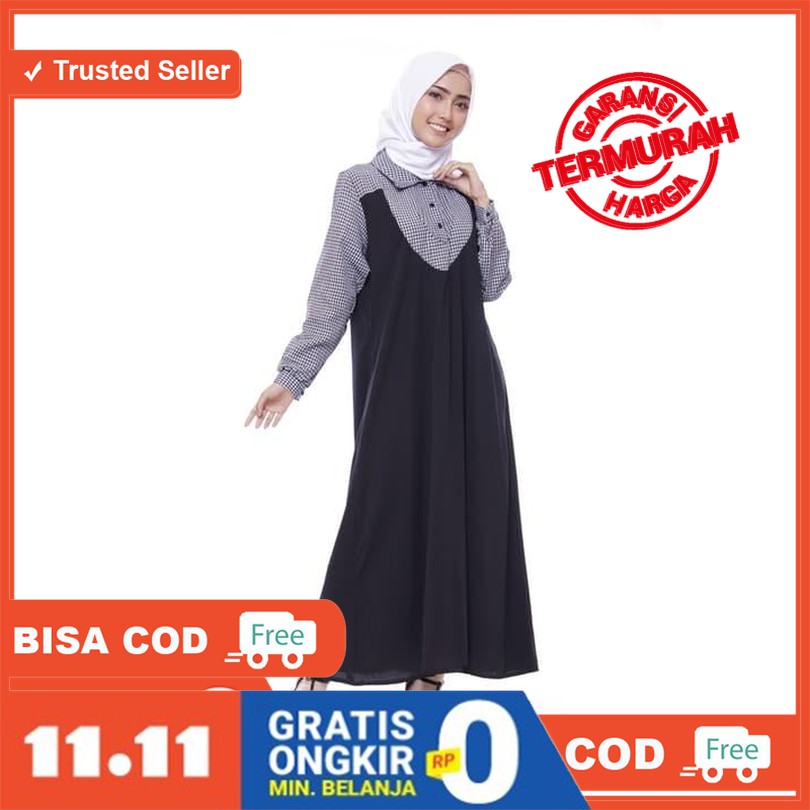 ✓ Trusted Seller
GARANSI
TERMURAH
HARGA
BISA COD
Free
11.11
GRATIS
ONGKIR
MIN. BELANJA
RP 0
COD
Free